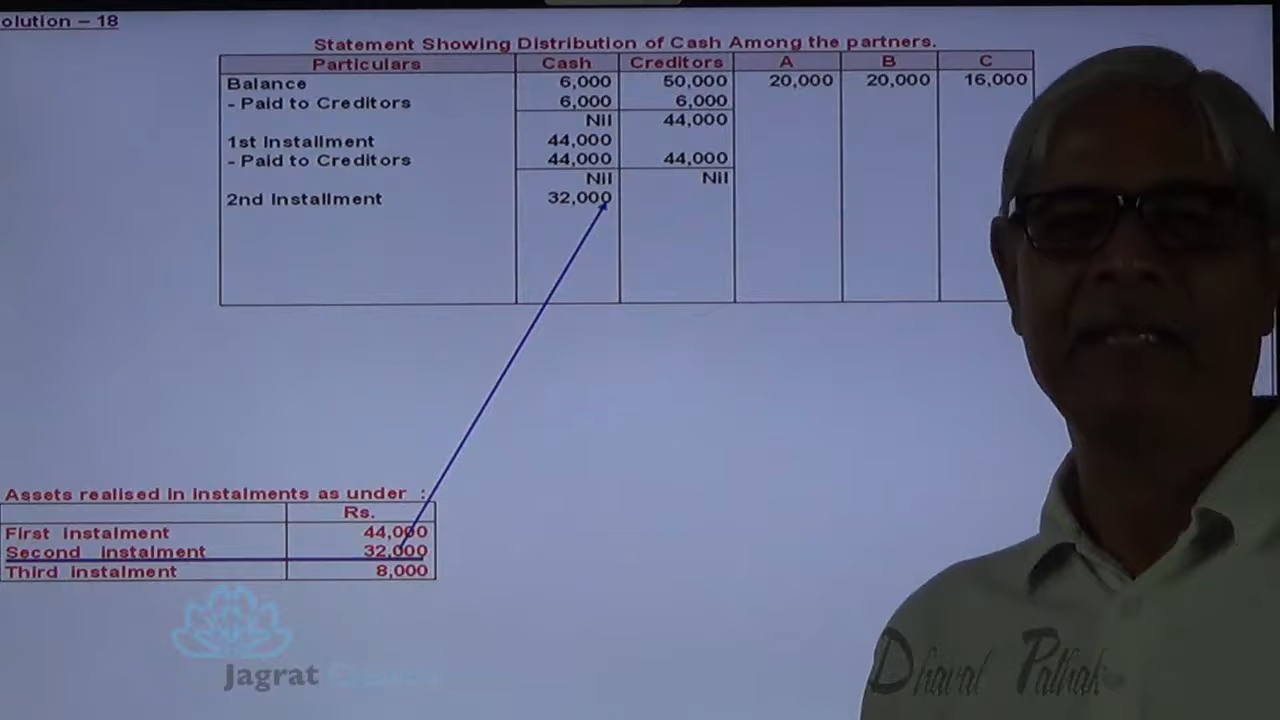 olution – 18
Statement Showing Distribution of Cash Among the partners.
Particulars Cash Creditors A B C
Balance 6,000 50,000 20,000 20,000 16,000
- Paid to Creditors 6,000 6,000
Nil 44,000
1st Installment 44,000
- Paid to Creditors 44,000 44,000
Nil Nil
2nd Installment 32,000
Assets realised in instalments as under :
Rs.
First instalment 44,000
Second instalment 32,000
Third instalment 8,000
Jagrat
Dhaval Pathak